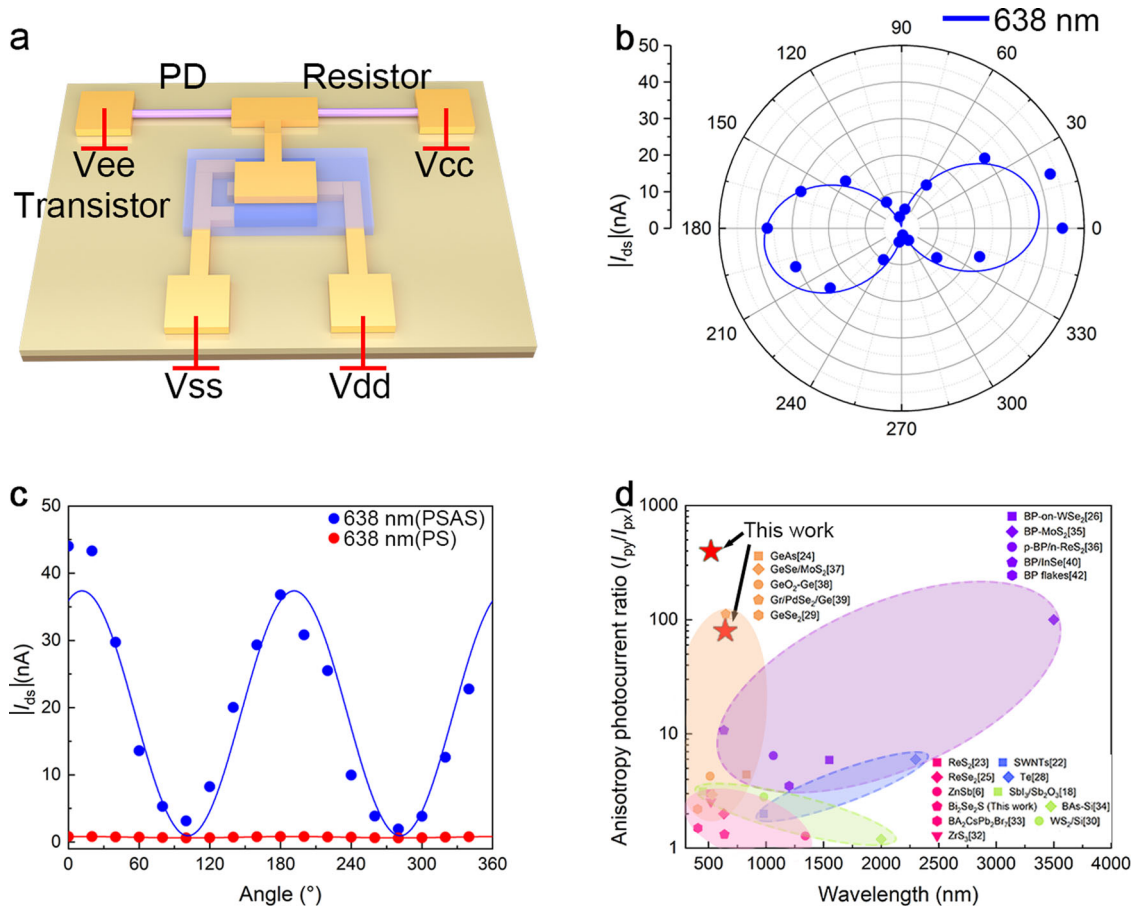 a
PD
Resistor
Vee
Vcc
Transistor
Vss
Vdd
b
638 nm
50
40
30
20
10
0
10
20
30
40
50
|Ids|(nA)
90
60
30
0
330
300
270
240
210
180
150
120
c
638 nm(PSAS)
638 nm(PS)
50
40
30
20
10
0
|Ids|(nA)
0
60
120
180
240
300
360
Angle (°)
d
This work
GeAs[24]
GeSe/MoS₂[37]
GeO₂-Ge[38]
Gr/PdSe₂/Ge[39]
GeSe₂[29]
BP-on-WSe₂[26]
BP-MoS₂[35]
p-BP/n-ReS₂[36]
BP/InSe[40]
BP flakes[42]
ReS₂[23]
SWNTs[22]
ReSe₂[25]
Te[28]
ZnSb[6]
SbI₃/Sb₂O₃[18]
Bi₂Se₂S (This work)
BAs-Si[34]
BA₂CsPb₂Br₇[33]
WS₂/Si[30]
ZrS₃[32]
1000
100
10
1
Anisotropy photocurrent ratio (Ipy/Ipx)
500
1000
1500
2000
2500
3000
3500
4000
Wavelength (nm)